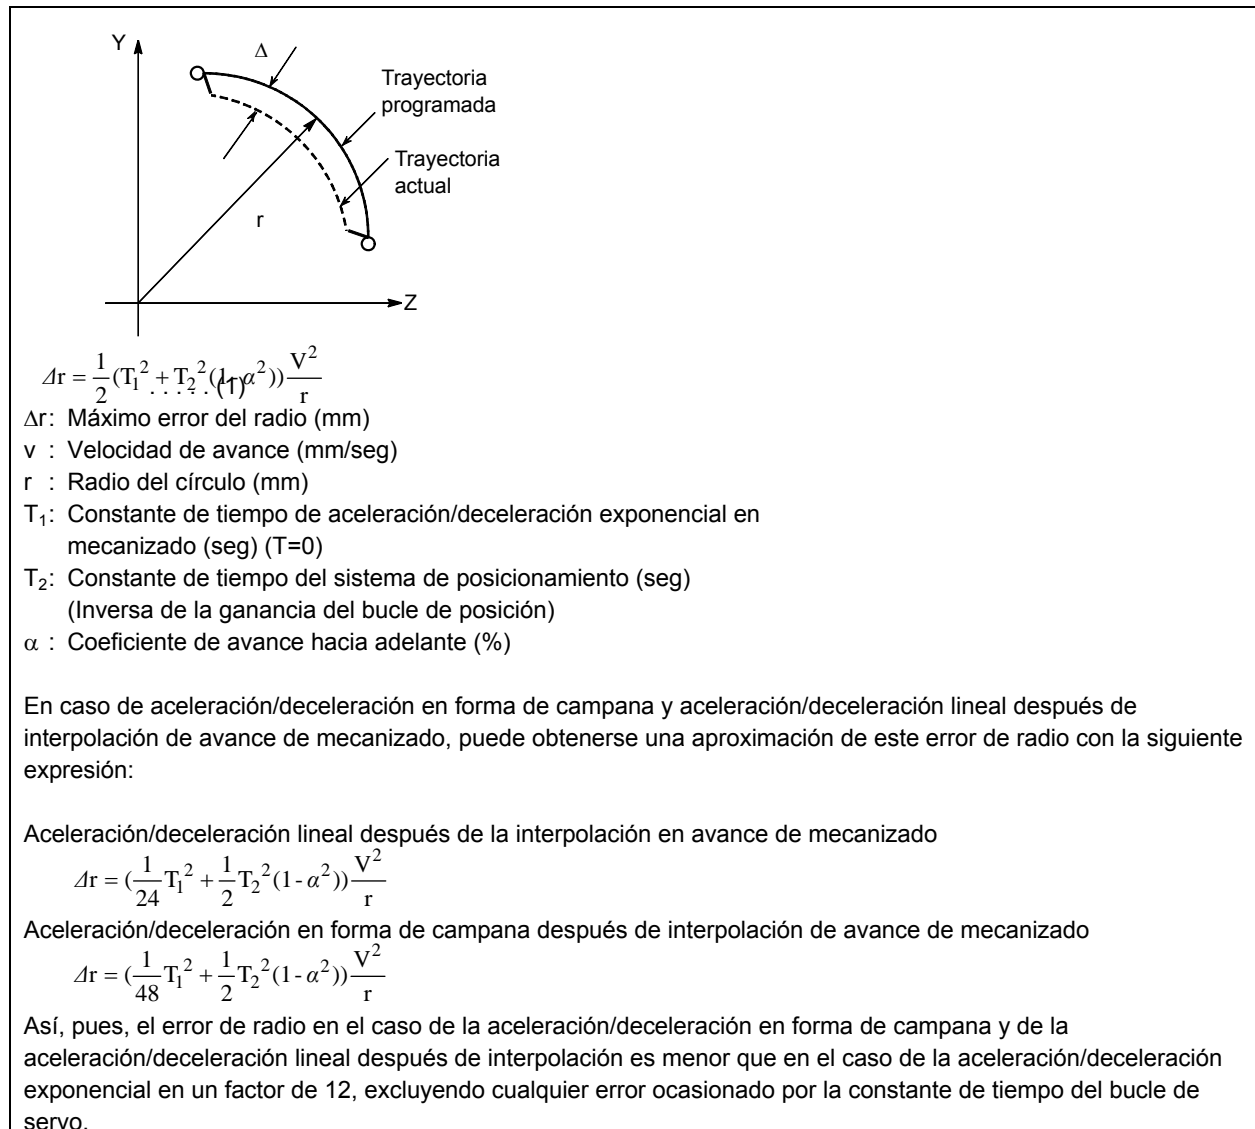 Y
Δ
Trayectoria
programada
Trayectoria
actual
r
Z
Δr = 1/2 (T₁² + T₂² (1 - α²)) V²/r . . . . . (1)
Δr : Máximo error del radio (mm)
v : Velocidad de avance (mm/seg)
r : Radio del círculo (mm)
T₁: Constante de tiempo de aceleración/deceleración exponencial en
mecanizado (seg) (T=0)
T₂: Constante de tiempo del sistema de posicionamiento (seg)
(Inversa de la ganancia del bucle de posición)
α : Coeficiente de avance hacia adelante (%)
En caso de aceleración/deceleración en forma de campana y aceleración/deceleración lineal después de
interpolación de avance de mecanizado, puede obtenerse una aproximación de este error de radio con la siguiente
expresión:
Aceleración/deceleración lineal después de la interpolación en avance de mecanizado
Δr = (1/24 T₁² + 1/2 T₂² (1 - α²)) V²/r
Aceleración/deceleración en forma de campana después de interpolación de avance de mecanizado
Δr = (1/48 T₁² + 1/2 T₂² (1 - α²)) V²/r
Así, pues, el error de radio en el caso de la aceleración/deceleración en forma de campana y de la
aceleración/deceleración lineal después de interpolación es menor que en el caso de la aceleración/deceleración
exponencial en un factor de 12, excluyendo cualquier error ocasionado por la constante de tiempo del bucle de
servo.